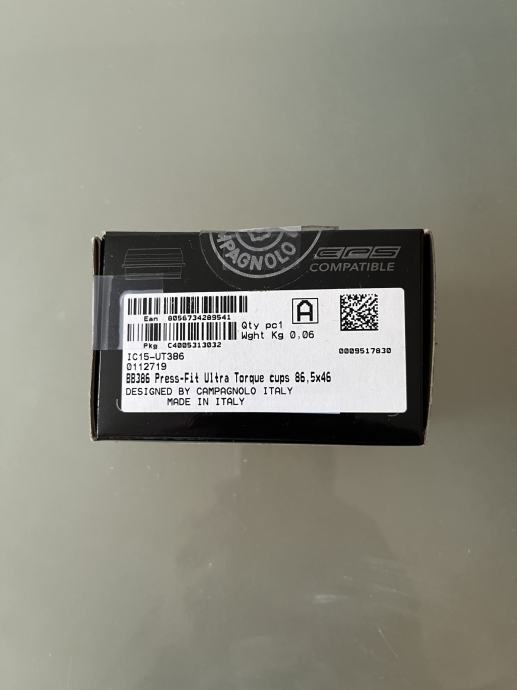 CAMPAGNOLO
EPS
COMPATIBLE
Ean 8056734289541
Qty pc1
Wght Kg 0,06
A
Pkg C4005313032
0009517830
IC15-UT386
0112719
BB386 Press-Fit Ultra Torque cups 86,5x46
DESIGNED BY CAMPAGNOLO ITALY
MADE IN ITALY